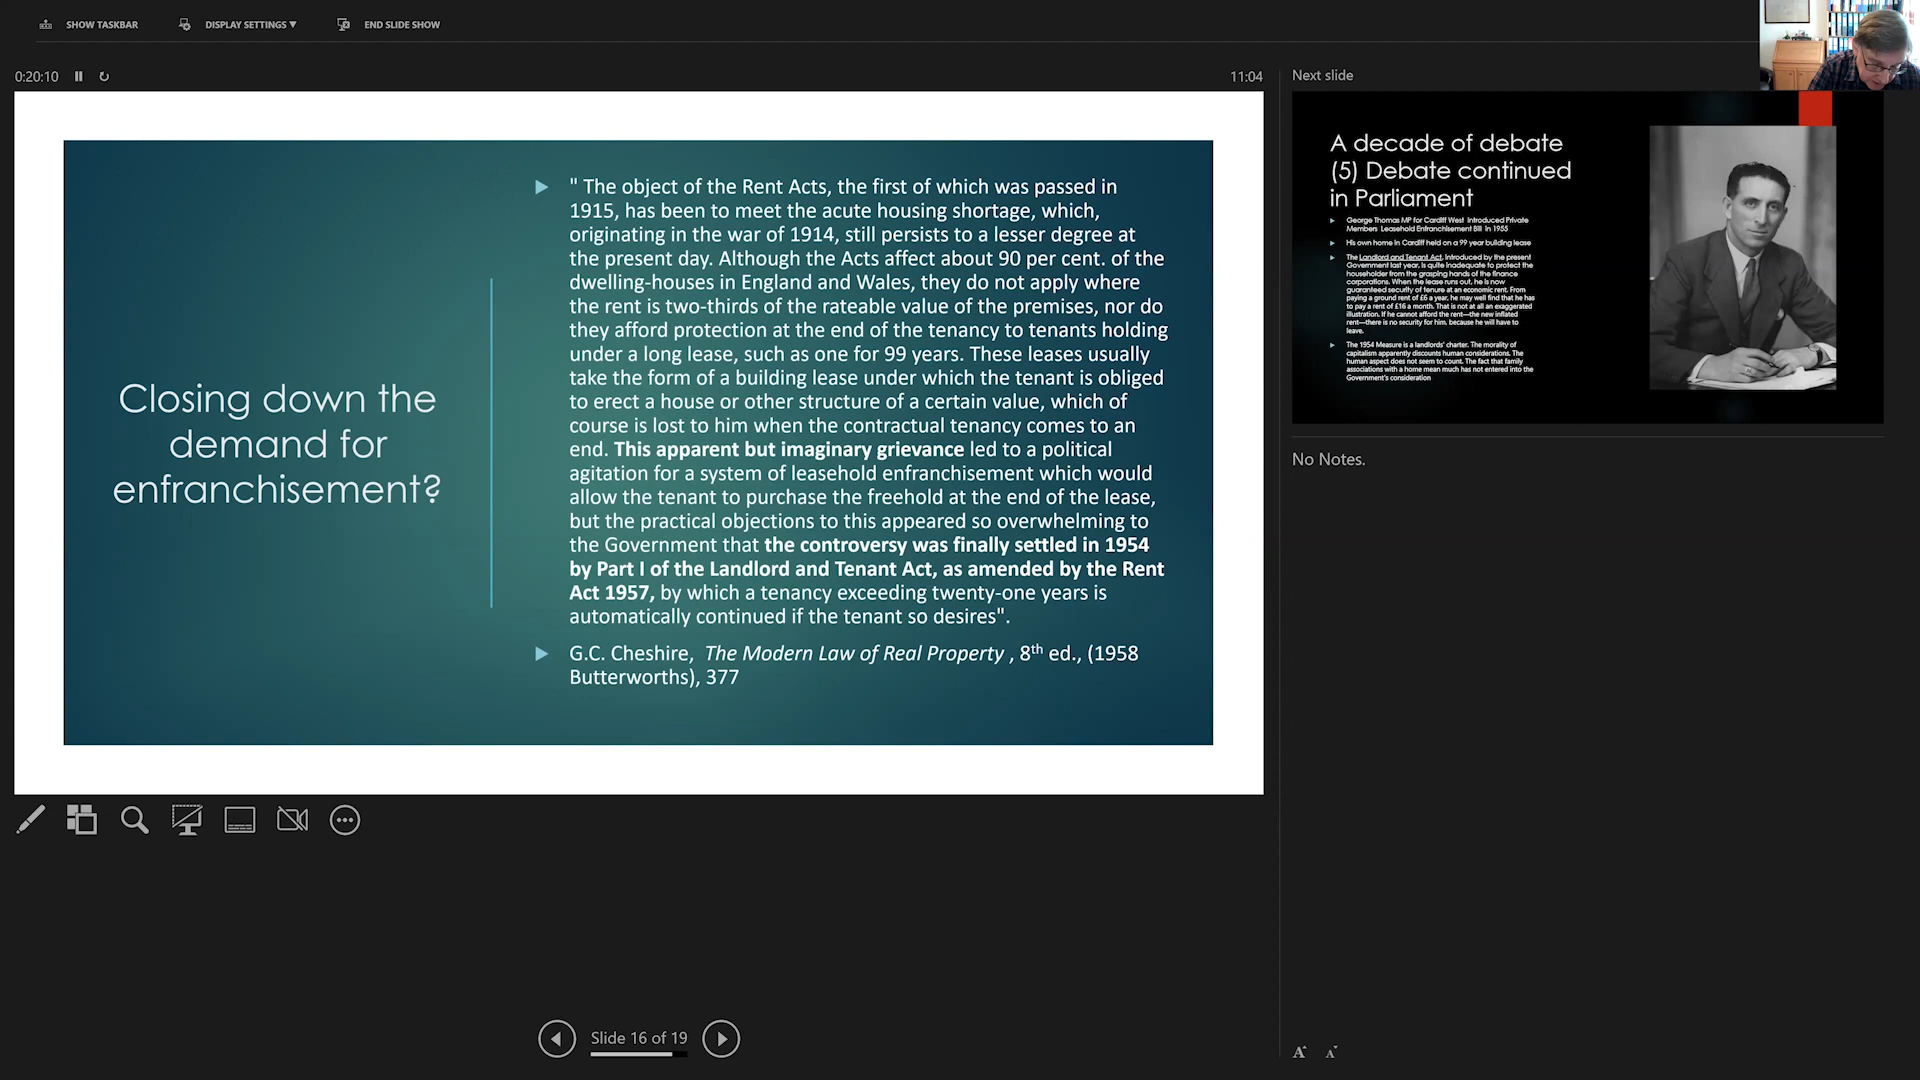 SHOW TASKBAR
DISPLAY SETTINGS ▼
END SLIDE SHOW
0:20:10
11:04
Closing down the
demand for
enfranchisement?
" The object of the Rent Acts, the first of which was passed in
1915, has been to meet the acute housing shortage, which,
originating in the war of 1914, still persists to a lesser degree at
the present day. Although the Acts affect about 90 per cent. of the
dwelling-houses in England and Wales, they do not apply where
the rent is two-thirds of the rateable value of the premises, nor do
they afford protection at the end of the tenancy to tenants holding
under a long lease, such as one for 99 years. These leases usually
take the form of a building lease under which the tenant is obliged
to erect a house or other structure of a certain value, which of
course is lost to him when the contractual tenancy comes to an
end. This apparent but imaginary grievance led to a political
agitation for a system of leasehold enfranchisement which would
allow the tenant to purchase the freehold at the end of the lease,
but the practical objections to this appeared so overwhelming to
the Government that the controversy was finally settled in 1954
by Part I of the Landlord and Tenant Act, as amended by the Rent
Act 1957, by which a tenancy exceeding twenty-one years is
automatically continued if the tenant so desires".
G.C. Cheshire, The Modern Law of Real Property , 8th ed., (1958
Butterworths), 377
Slide 16 of 19
Next slide
A decade of debate
(5) Debate continued
in Parliament
George Thomas MP for Cardiff West Introduced Private
Members Leasehold Enfranchisement Bill in 1955
His own home in Cardiff held on a 99 year building lease
The Landlord and Tenant Act, introduced by the present
Government last year, is quite inadequate to protect the
householder from the grasping hands of the finance
corporations. When the lease runs out, he is now
guaranteed security of tenure at an economic rent. From
paying a ground rent of £6 a year, he may well find that he has
to pay a rent of £16 a month. That is not at all an exaggerated
illustration. If he cannot afford the rent—the new inflated
rent—there is no security for him, because he will have to
leave.
The 1954 Measure is a landlords' charter. The morality of
capitalism apparently discounts human considerations. The
human aspect does not seem to count. The fact that family
associations with a home mean much has not entered into the
Government's consideration
No Notes.